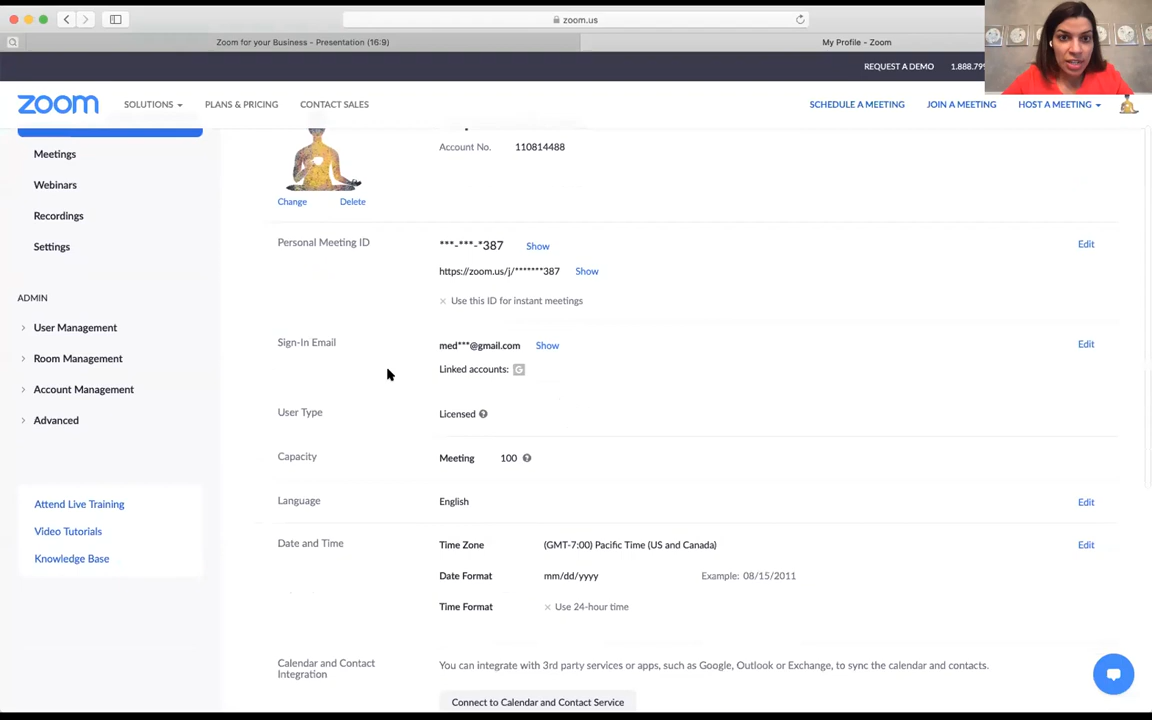 zoom.us
Zoom for your Business - Presentation (16:9)
My Profile - Zoom
REQUEST A DEMO
1.888.79
zoom
SOLUTIONS
PLANS & PRICING
CONTACT SALES
SCHEDULE A MEETING
JOIN A MEETING
HOST A MEETING
Meetings
Webinars
Recordings
Settings
ADMIN
User Management
Room Management
Account Management
Advanced
Attend Live Training
Video Tutorials
Knowledge Base
Account No. 110814488
Change
Delete
Personal Meeting ID
***-***-*387 Show
Edit
https://zoom.us/j/*******387 Show
× Use this ID for instant meetings
Sign-In Email
med***@gmail.com Show
Edit
Linked accounts: G
User Type
Licensed ?
Capacity
Meeting 100 ?
Language
English
Edit
Date and Time
Time Zone (GMT-7:00) Pacific Time (US and Canada)
Edit
Date Format mm/dd/yyyy Example: 08/15/2011
Time Format × Use 24-hour time
Calendar and Contact
Integration
You can integrate with 3rd party services or apps, such as Google, Outlook or Exchange, to sync the calendar and contacts.
Connect to Calendar and Contact Service